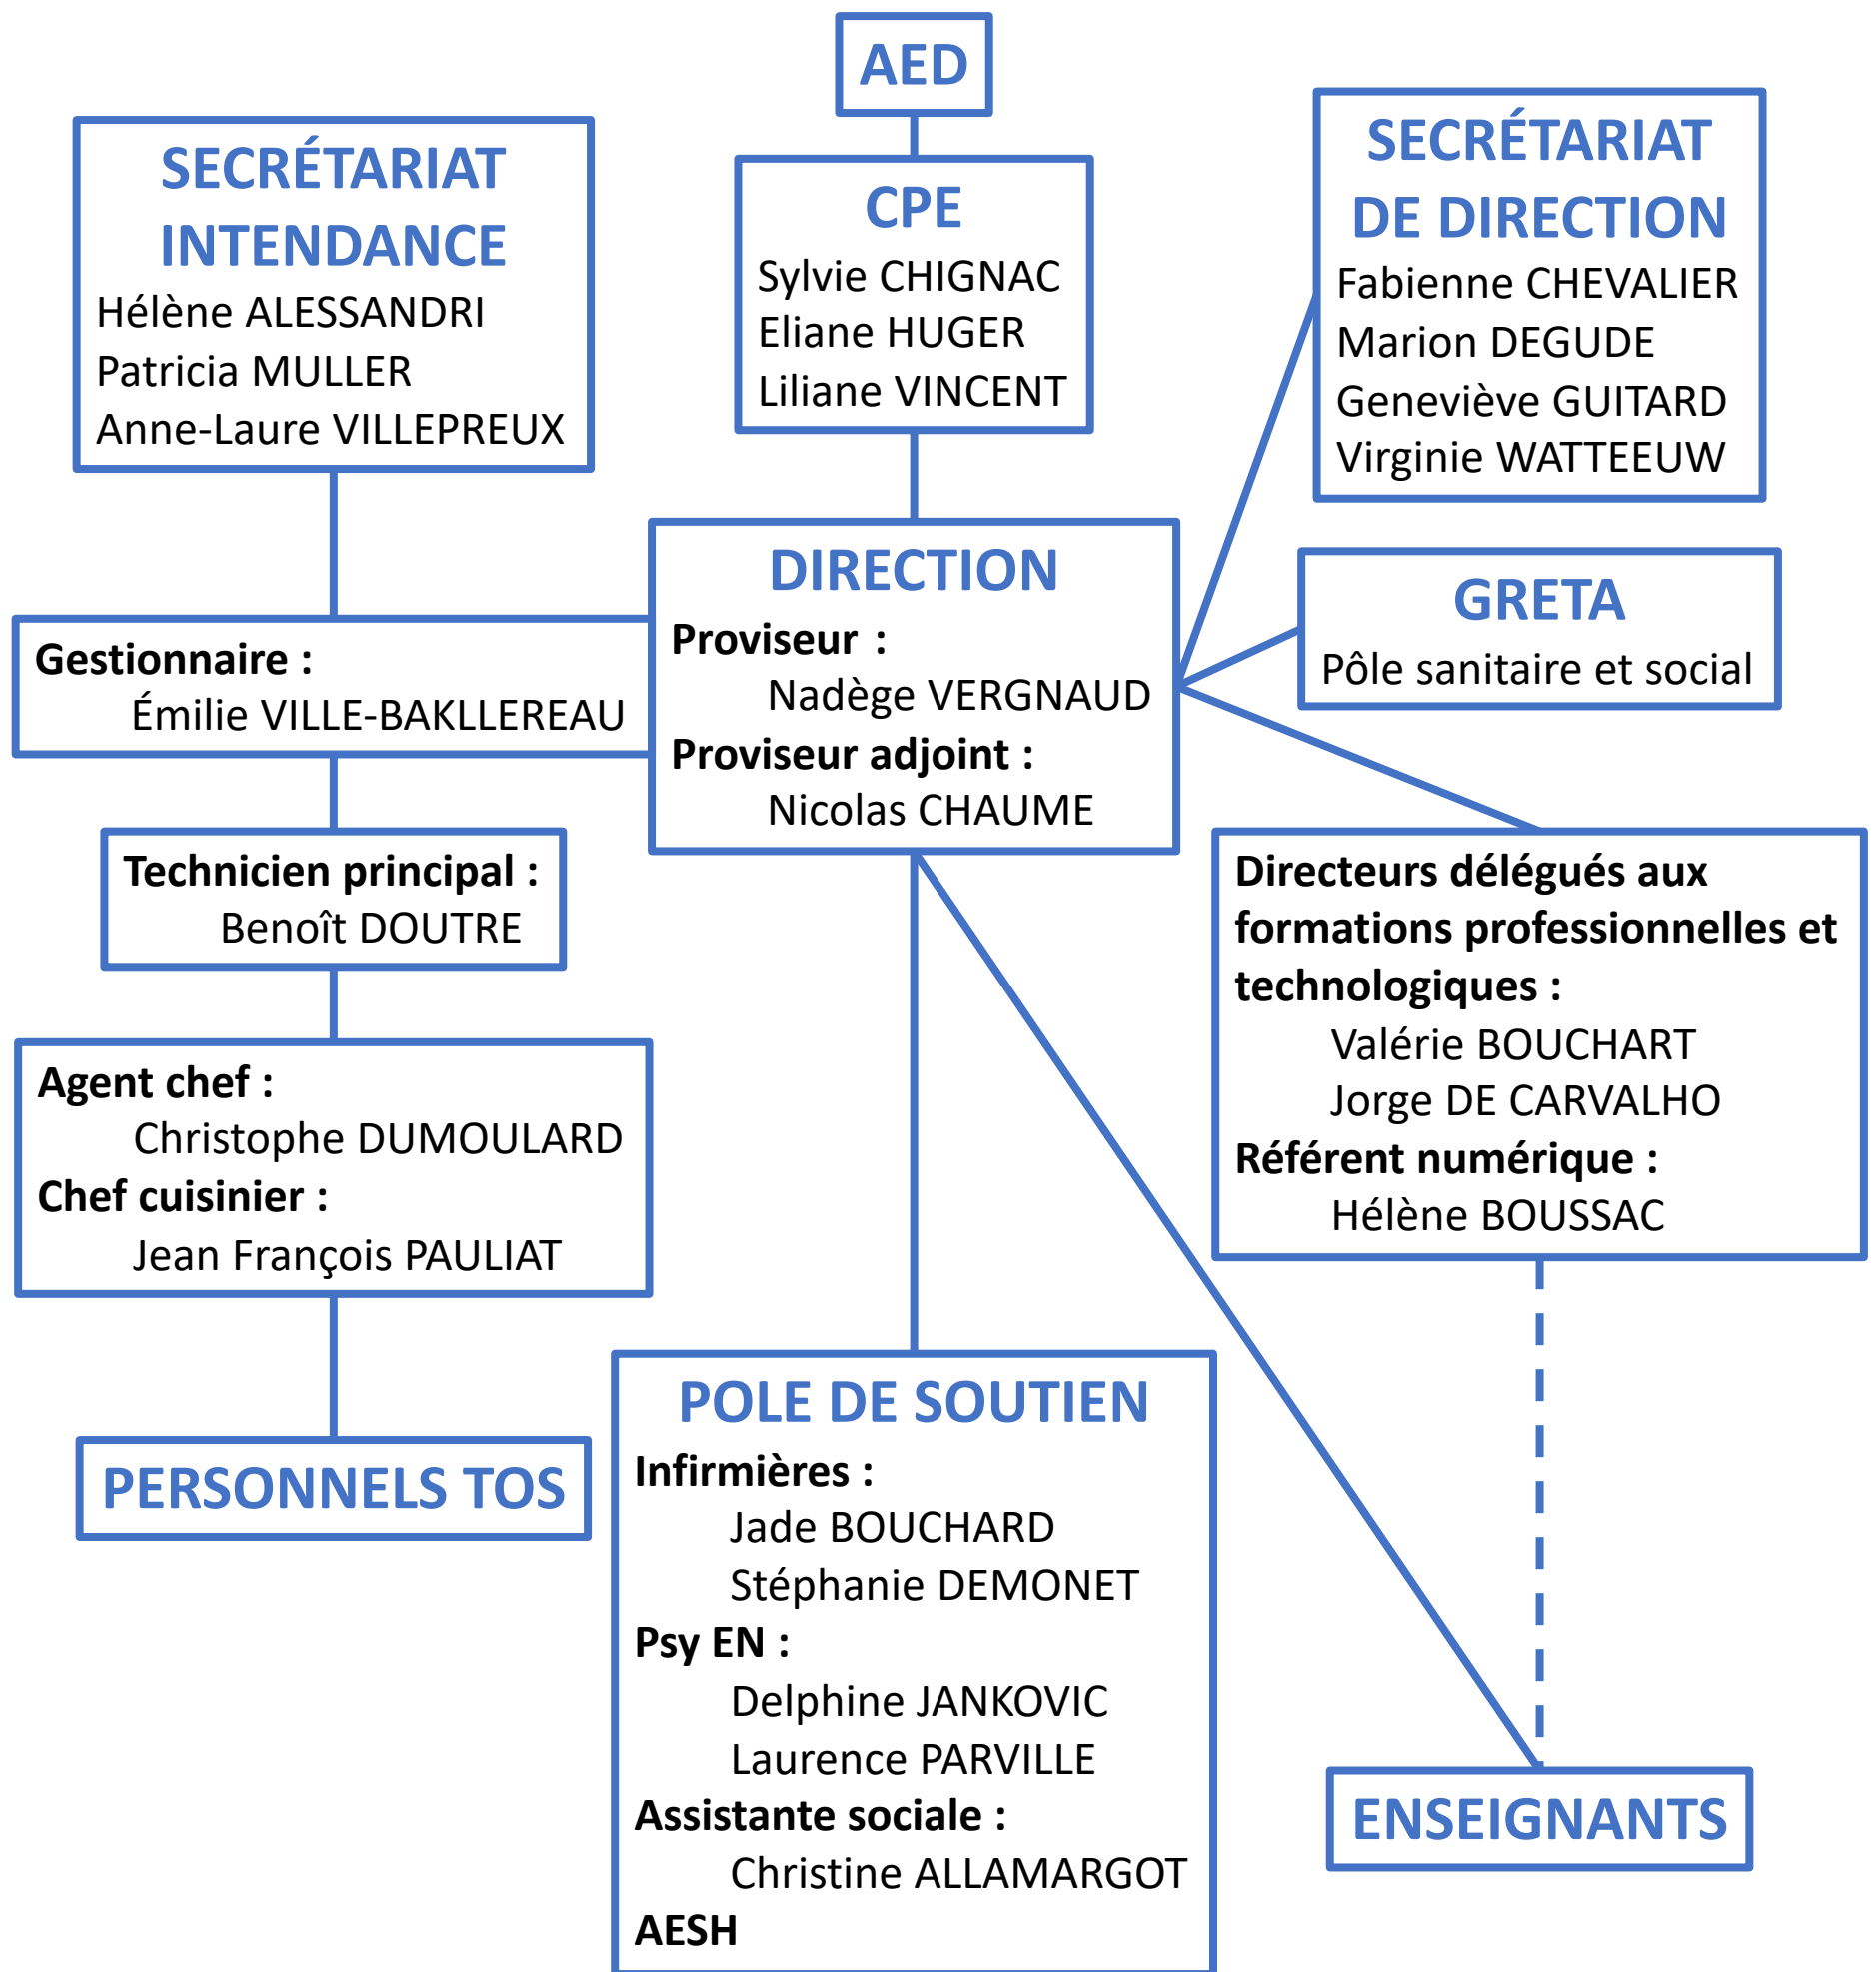 AED
SECRÉTARIAT
INTENDANCE
Hélène ALESSANDRI
Patricia MULLER
Anne-Laure VILLEPREUX
CPE
Sylvie CHIGNAC
Eliane HUGER
Liliane VINCENT
SECRÉTARIAT
DE DIRECTION
Fabienne CHEVALIER
Marion DEGUDE
Geneviève GUITARD
Virginie WATTEEUW
Gestionnaire :
Émilie VILLE-BAKLLEREAU
DIRECTION
Proviseur :
Nadège VERGNAUD
Proviseur adjoint :
Nicolas CHAUME
GRETA
Pôle sanitaire et social
Technicien principal :
Benoît DOUTRE
Directeurs délégués aux
formations professionnelles et
technologiques :
Valérie BOUCHART
Jorge DE CARVALHO
Référent numérique :
Hélène BOUSSAC
Agent chef :
Christophe DUMOULARD
Chef cuisinier :
Jean François PAULIAT
PERSONNELS TOS
POLE DE SOUTIEN
Infirmières :
Jade BOUCHARD
Stéphanie DEMONET
Psy EN :
Delphine JANKOVIC
Laurence PARVILLE
Assistante sociale :
Christine ALLAMARGOT
AESH
ENSEIGNANTS